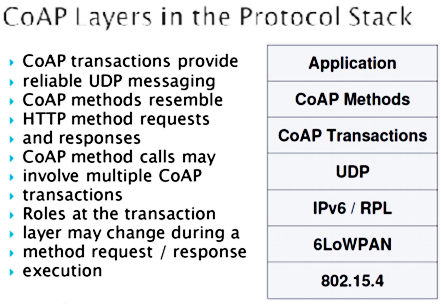 CoAP Layers in the Protocol Stack
CoAP transactions provide
reliable UDP messaging
CoAP methods resemble
HTTP method requests
and responses
CoAP method calls may
involve multiple CoAP
transactions
Roles at the transaction
layer may change during a
method request / response
execution
Application
CoAP Methods
CoAP Transactions
UDP
IPv6 / RPL
6LoWPAN
802.15.4